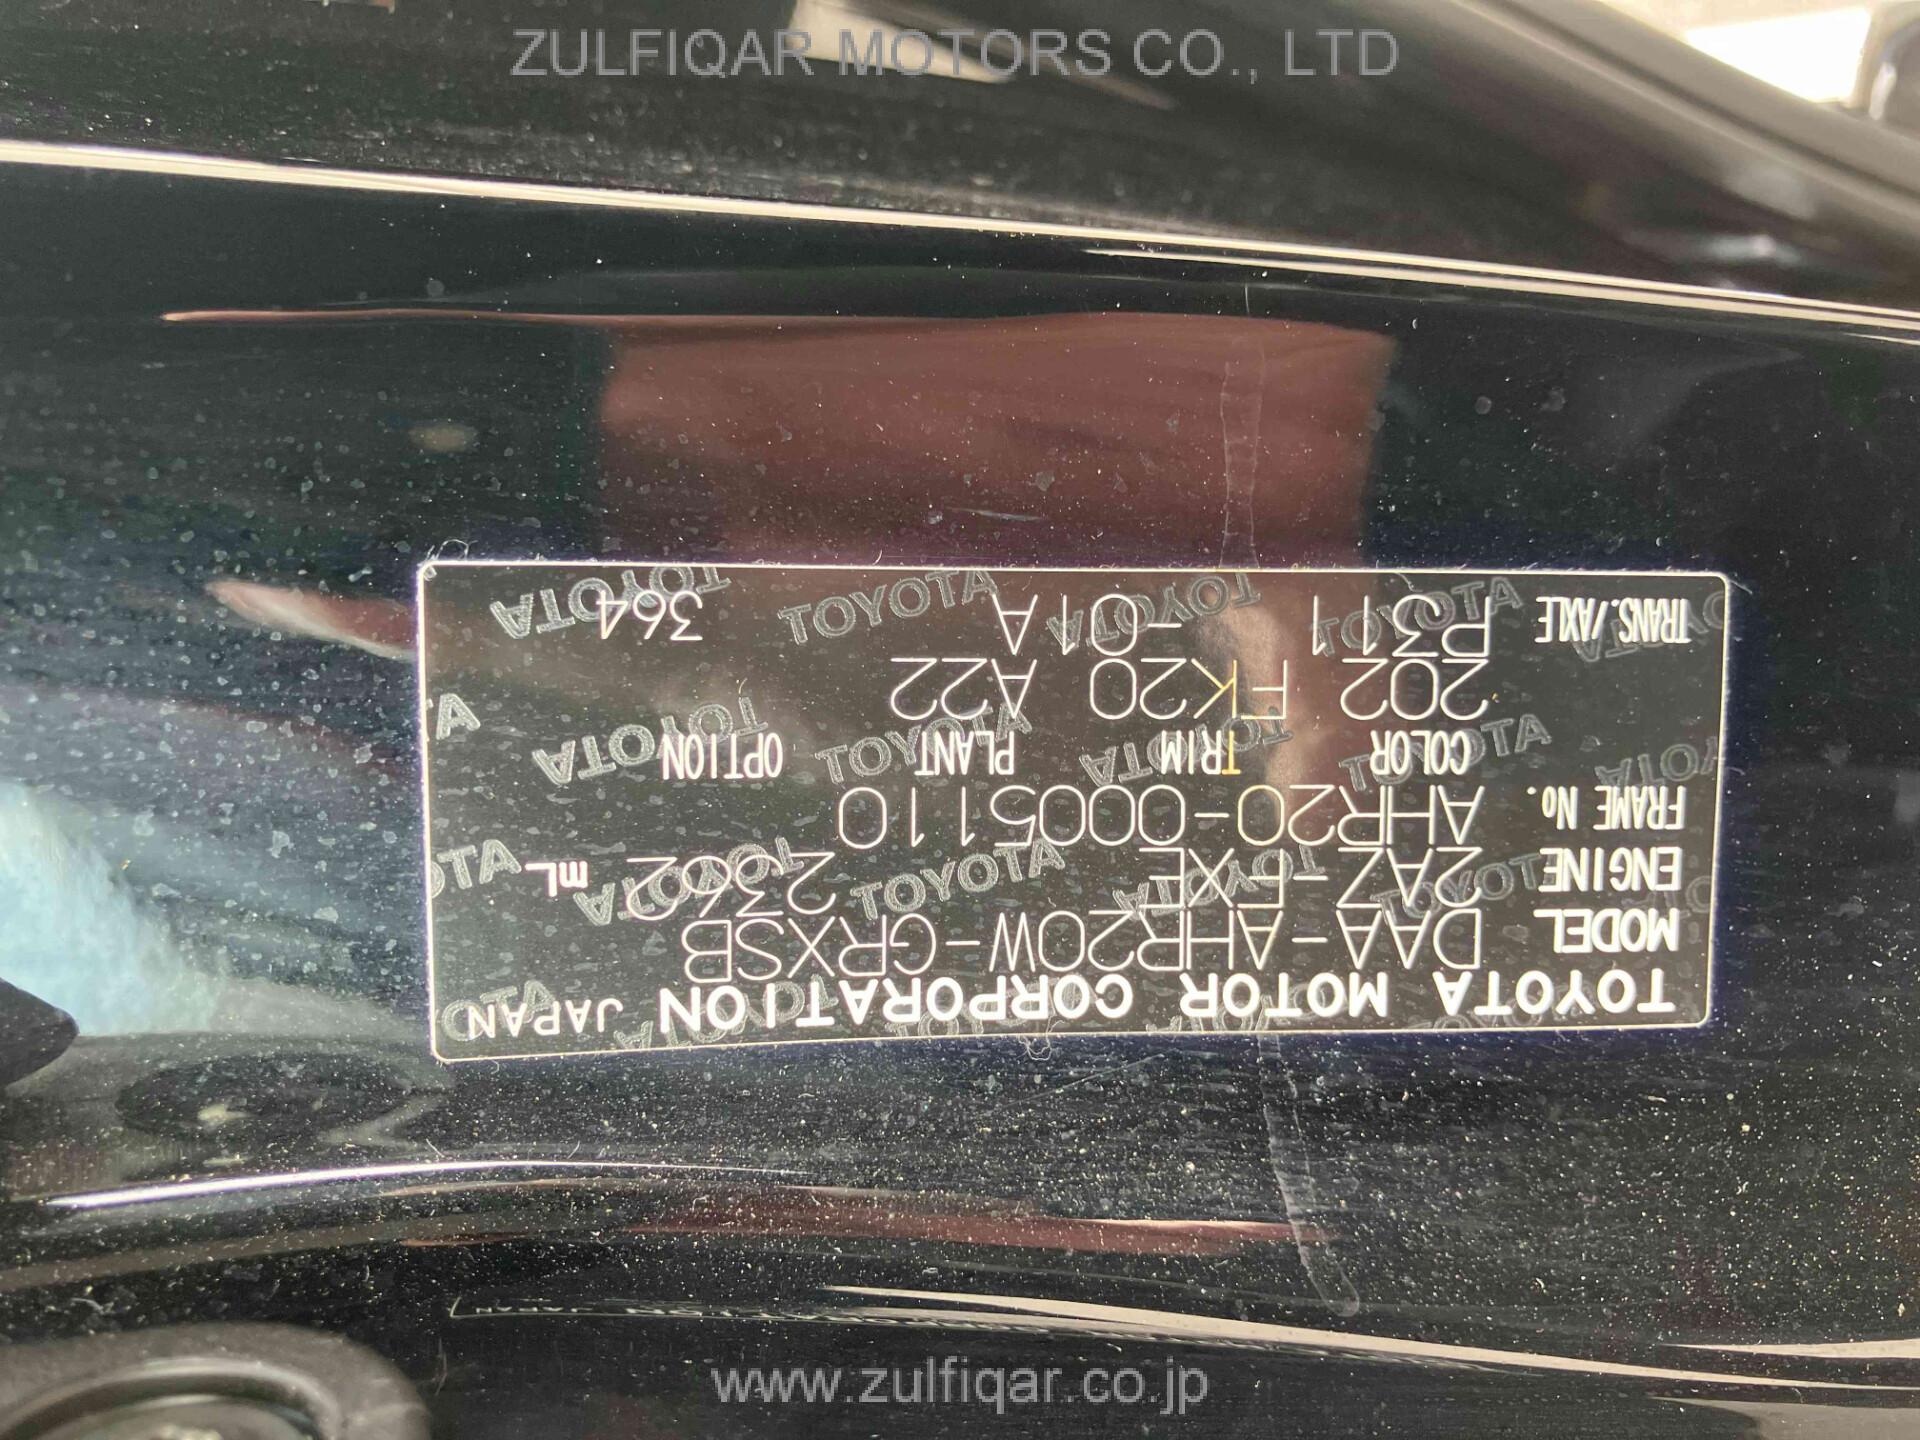 ZULFIQAR MOTORS CO., LTD
TOYOTA MOTOR CORPORATION JAPAN
MODEL DAA-AHR20W-GRXSB
ENGINE 2AZ-FXE 2362 mL
FRAME No. AHR20-0005110
COLOR TRIM PLANT OPTION
202 FK20 A22
TRANS./AXLE P311 -01A 364
www.zulfiqar.co.jp